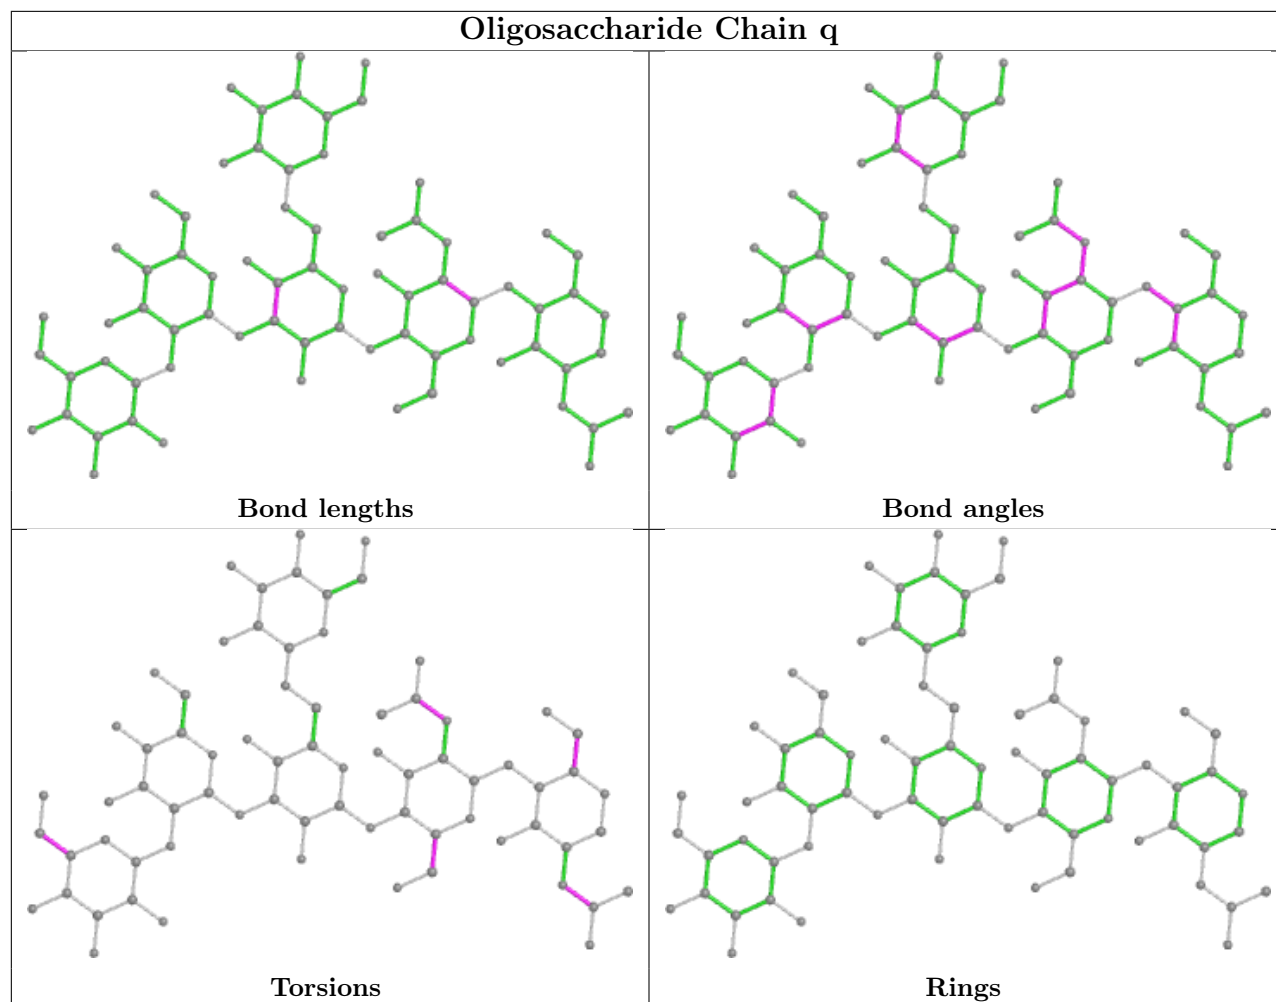 Oligosaccharide Chain q
Bond lengths
Bond angles
Torsions
Rings